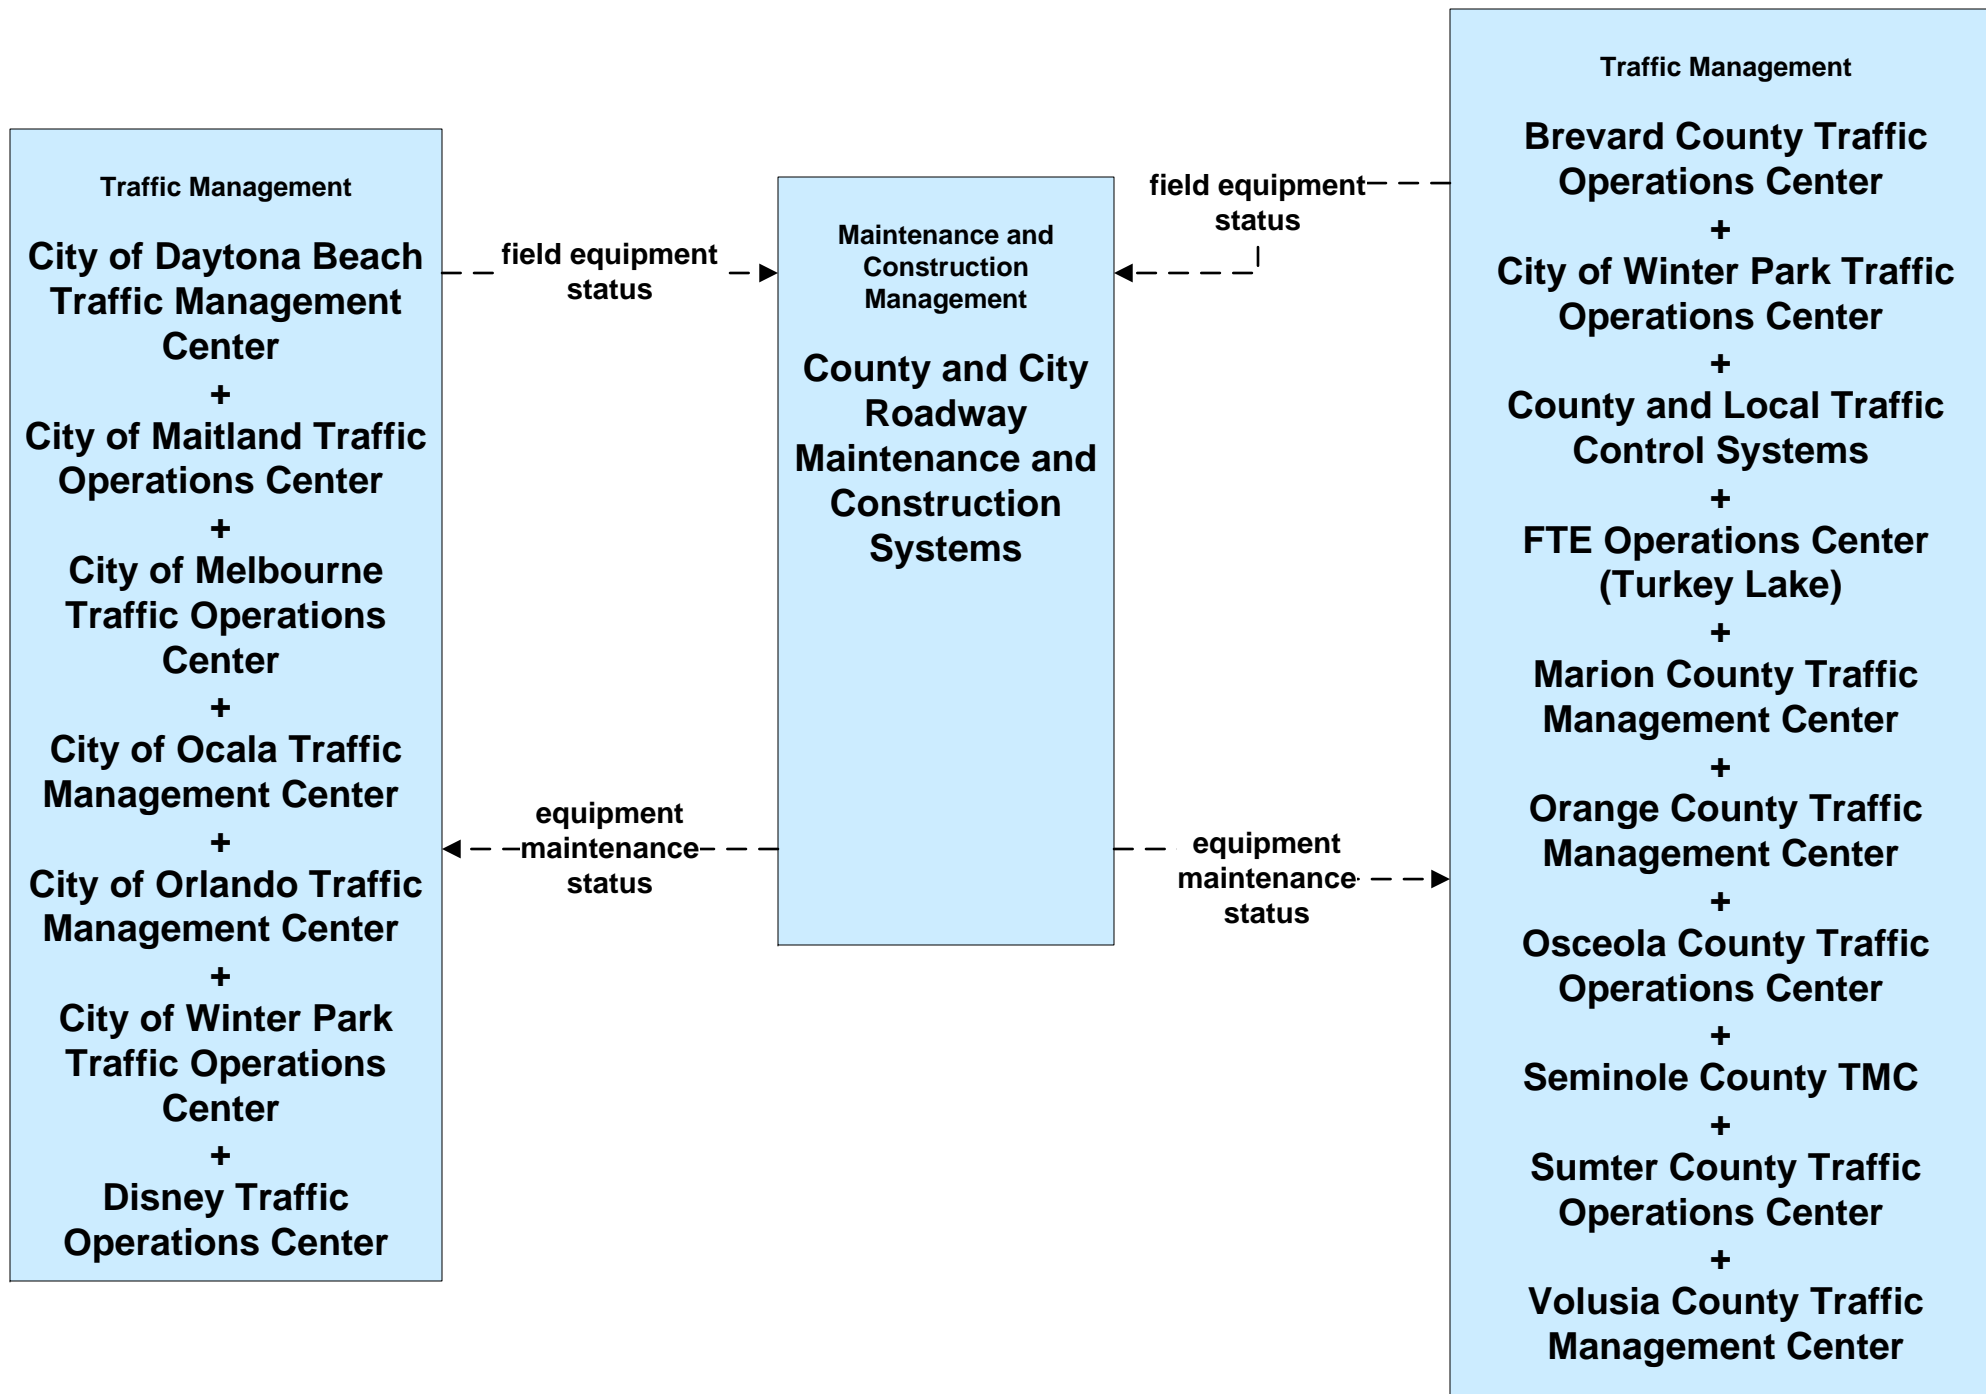 Traffic Management
City of Daytona Beach
Traffic Management
Center
+
City of Maitland Traffic
Operations Center
+
City of Melbourne
Traffic Operations
Center
+
City of Ocala Traffic
Management Center
+
City of Orlando Traffic
Management Center
+
City of Winter Park
Traffic Operations
Center
+
Disney Traffic
Operations Center
field equipment
status
equipment
maintenance
status
Maintenance and
Construction
Management
County and City
Roadway
Maintenance and
Construction
Systems
field equipment
status
equipment
maintenance
status
Traffic Management
Brevard County Traffic
Operations Center
+
City of Winter Park Traffic
Operations Center
+
County and Local Traffic
Control Systems
+
FTE Operations Center
(Turkey Lake)
+
Marion County Traffic
Management Center
+
Orange County Traffic
Management Center
+
Osceola County Traffic
Operations Center
+
Seminole County TMC
+
Sumter County Traffic
Operations Center
+
Volusia County Traffic
Management Center